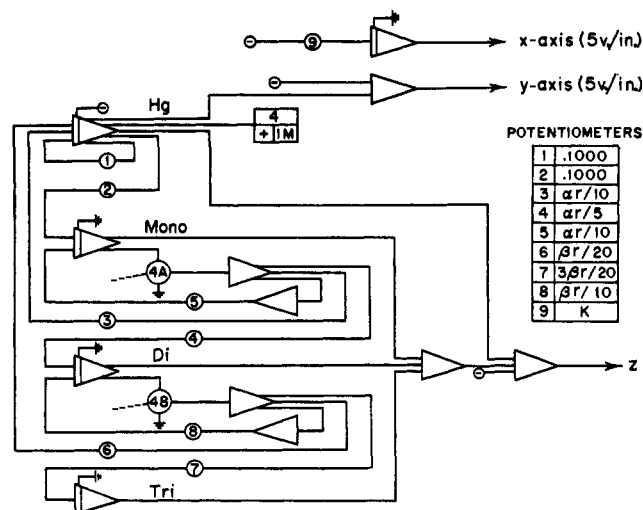 ⊖ 9 x-axis (5v./in.)
⊖ y-axis (5v./in.)
Hg ⊖
4
+ 1M
1
2
Mono
4A
5
3
4
Di
4B
8
6
7
Tri
⊖ z
POTENTIOMETERS
1 .1000
2 .1000
3 αr/10
4 αr/5
5 αr/10
6 βr/20
7 3βr/20
8 βr/10
9 K